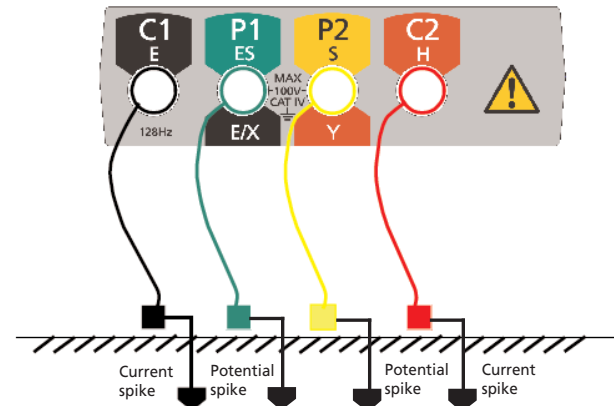 C1
E
P1
ES
P2
S
C2
H
MAX
100V
CAT IV
128Hz
E/X
Y
Current
spike
Potential
spike
Potential
spike
Current
spike